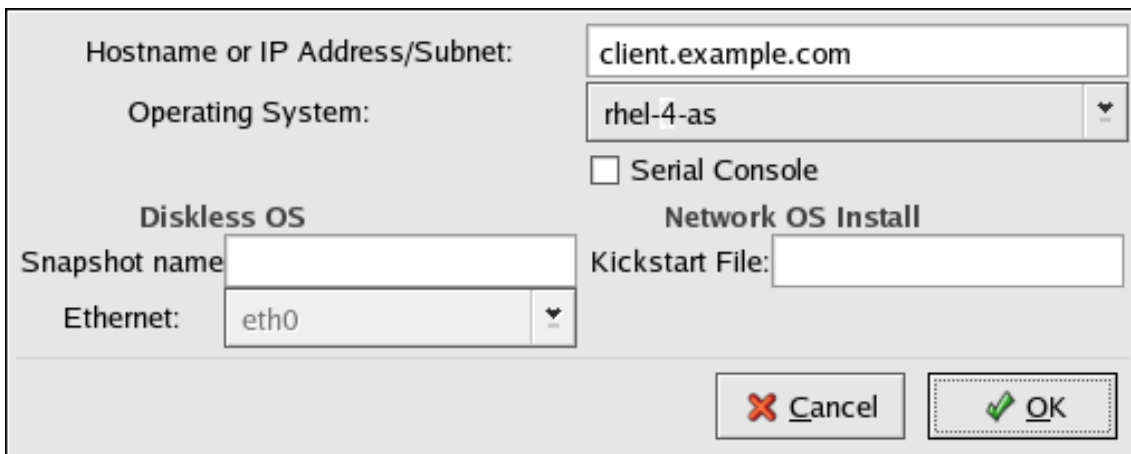 Hostname or IP Address/Subnet: client.example.com
Operating System: rhel-4-as
Serial Console
Diskless OS Network OS Install
Snapshot name Kickstart File:
Ethernet: eth0
Cancel OK